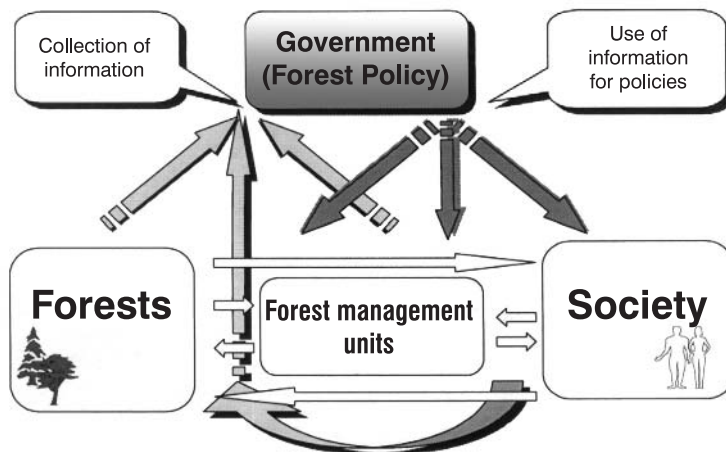 Collection of
information
Government
(Forest Policy)
Use of
information
for policies
Forests
Forest management
units
Society